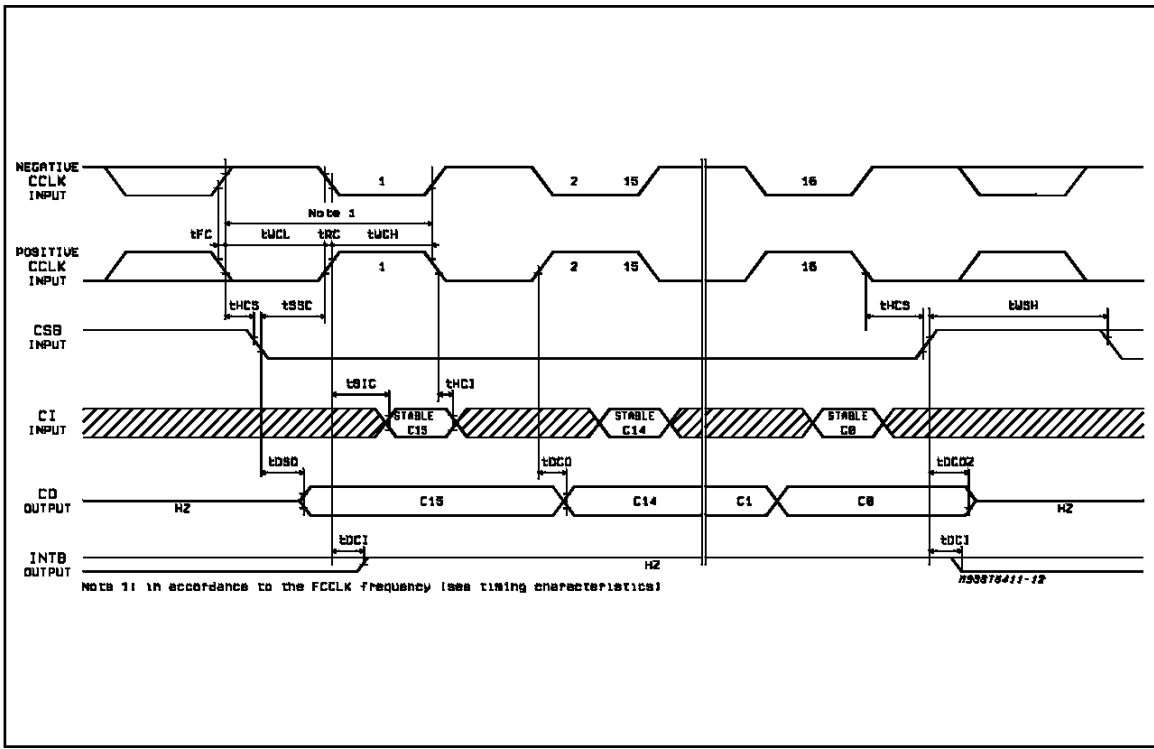 NEGATIVE
CCLK
INPUT
1
2
15
16
Note 1
tFC
tWCL
tRC
tWCH
POSITIVE
CCLK
INPUT
1
2
15
16
tHCS
tSSC
tHCS
tWSH
CSB
INPUT
tSIC
tHCI
CI
INPUT
STABLE
C15
STABLE
C14
STABLE
C0
tDSO
tDCO
tDCOZ
CO
OUTPUT
HZ
C15
C14
C1
C0
HZ
tDCI
tDCI
INTB
OUTPUT
HZ
Note 1: in accordance to the FCCLK frequency (see timing characteristics)